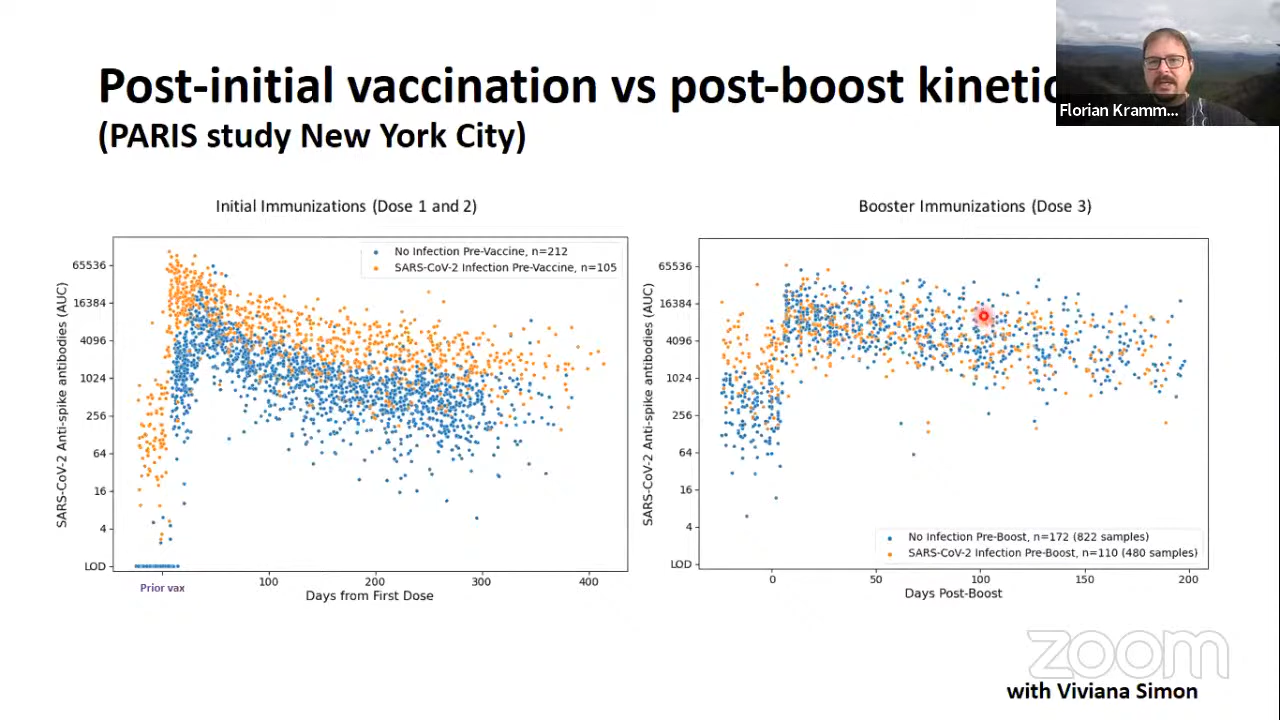 Post-initial vaccination vs post-boost kinetic
(PARIS study New York City)
Florian Kramm...
Initial Immunizations (Dose 1 and 2)
SARS-CoV-2 Anti-spike antibodies (AUC)
65536
16384
4096
1024
256
64
16
4
LOD
No Infection Pre-Vaccine, n=212
SARS-CoV-2 Infection Pre-Vaccine, n=105
100
200
300
400
Prior vax
Days from First Dose
Booster Immunizations (Dose 3)
SARS-CoV-2 Anti-spike antibodies (AUC)
65536
16384
4096
1024
256
64
16
4
LOD
No Infection Pre-Boost, n=172 (822 samples)
SARS-CoV-2 Infection Pre-Boost, n=110 (480 samples)
0
50
100
150
200
Days Post-Boost
zoom
with Viviana Simon